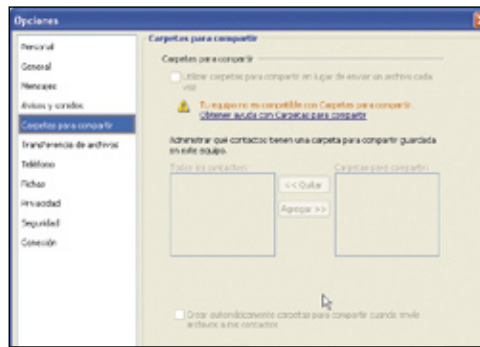 Opciones
Personal
General
Mensajes
Avisos y sonidos
Carpetas para compartir
Transferencia de archivos
Teléfono
Fichas
Privacidad
Seguridad
Conexión
Carpetas para compartir
Carpetas para compartir
Utilizar carpetas para compartir en lugar de enviar un archivo cada
vez
Tu equipo no es compatible con Carpetas para compartir.
Obtener ayuda con Carpetas para compartir
Administrar qué contactos tienen una carpeta para compartir guardada
en este equipo.
Todos los contactos:
Carpetas para compartir:
<< Quitar
Agregar >>
Crear automáticamente carpetas para compartir cuando envíe
archivos a mis contactos